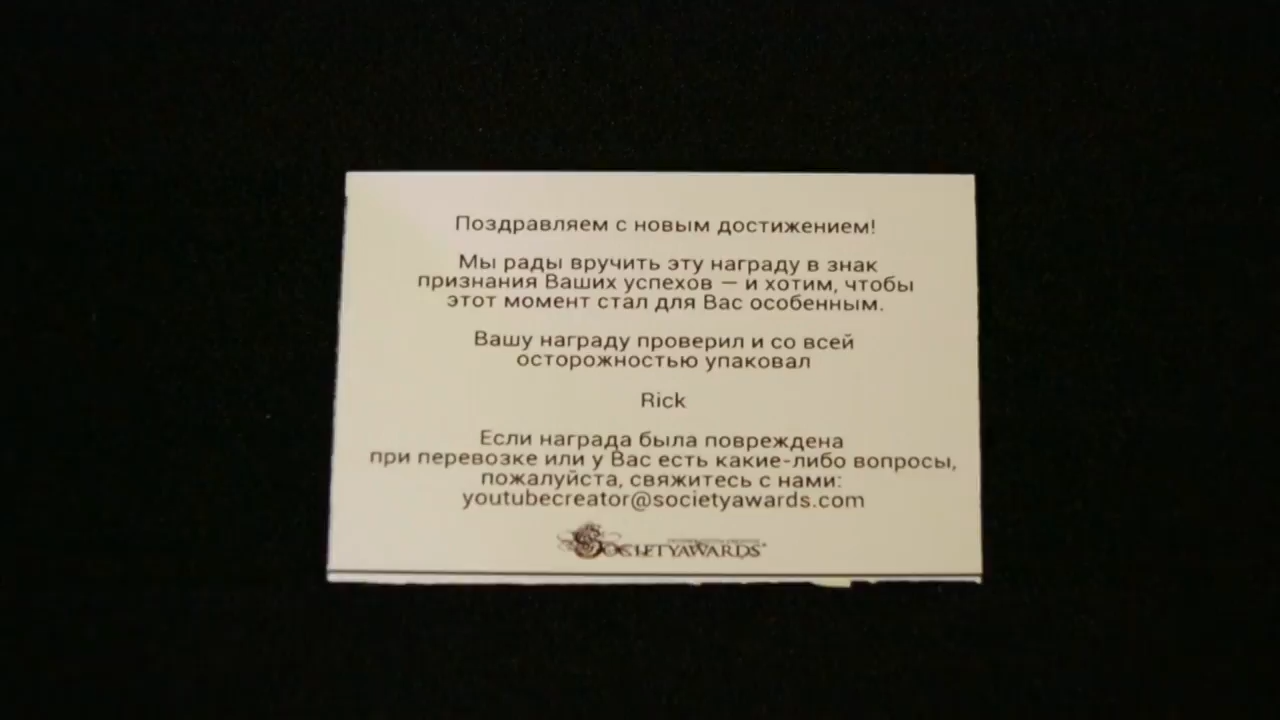 Поздравляем с новым достижением!
Мы рады вручить эту награду в знак
признания Ваших успехов — и хотим, чтобы
этот момент стал для Вас особенным.
Вашу награду проверил и со всей
осторожностью упаковал
Rick
Если награда была повреждена
при перевозке или у Вас есть какие-либо вопросы,
пожалуйста, свяжитесь с нами:
youtubecreator@societyawards.com
SOCIETYAWARDS